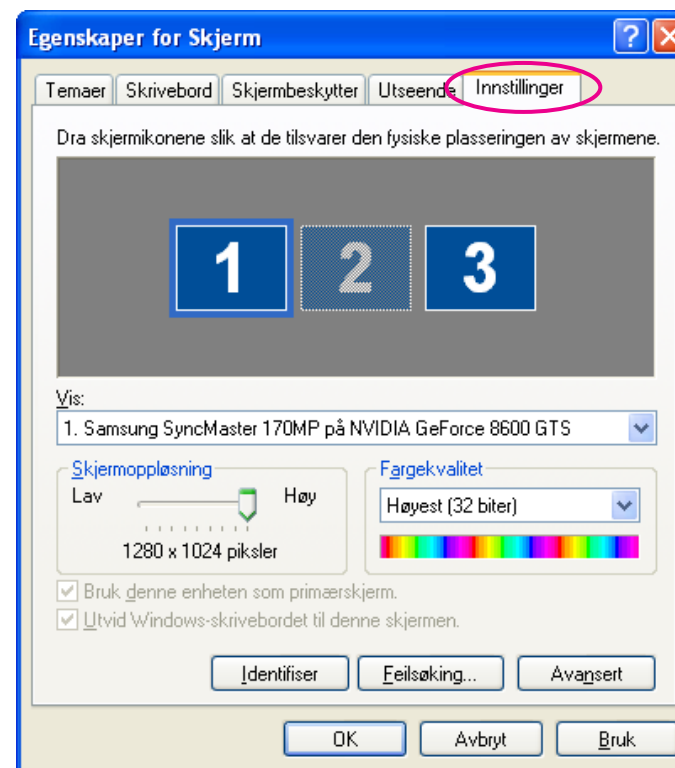 Egenskaper for Skjerm
Temaer Skrivebord Skjermbeskytter Utseende Innstillinger
Dra skjermikonene slik at de tilsvarer den fysiske plasseringen av skjermene.
1 2 3
Vis:
1. Samsung SyncMaster 170MP på NVIDIA GeForce 8600 GTS
Skjermoppløsning Fargekvalitet
Lav Høy Høyest (32 biter)
1280 x 1024 piksler
Bruk denne enheten som primærskjerm.
Utvid Windows-skrivebordet til denne skjermen.
Identifiser Feilsøking... Avansert
OK Avbryt Bruk